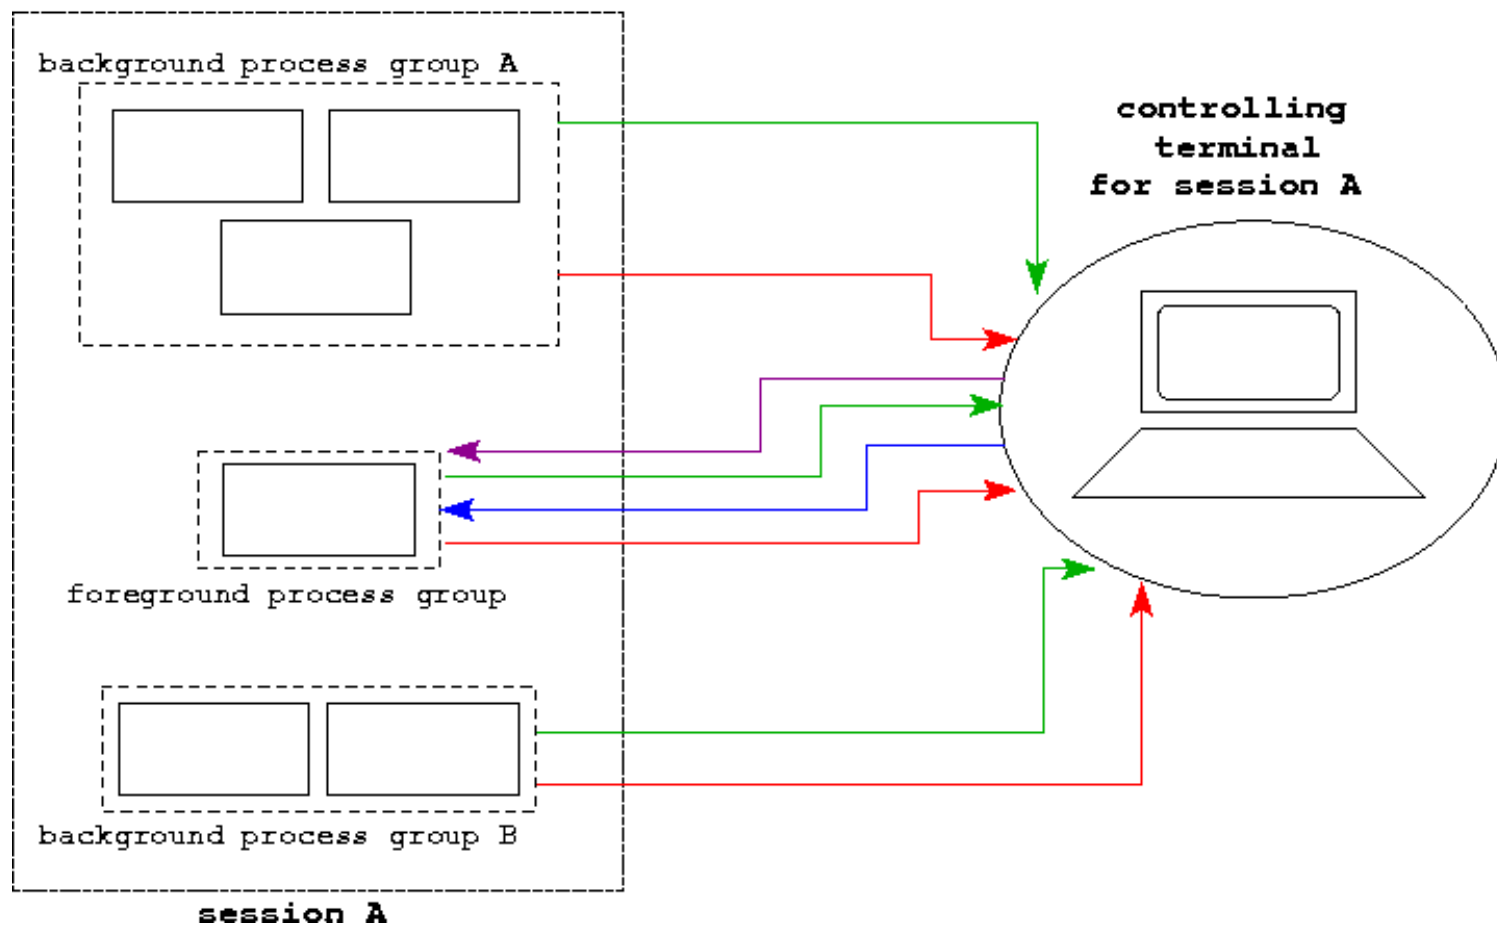 background process group A
controlling
terminal
for session A
foreground process group
background process group B
session A